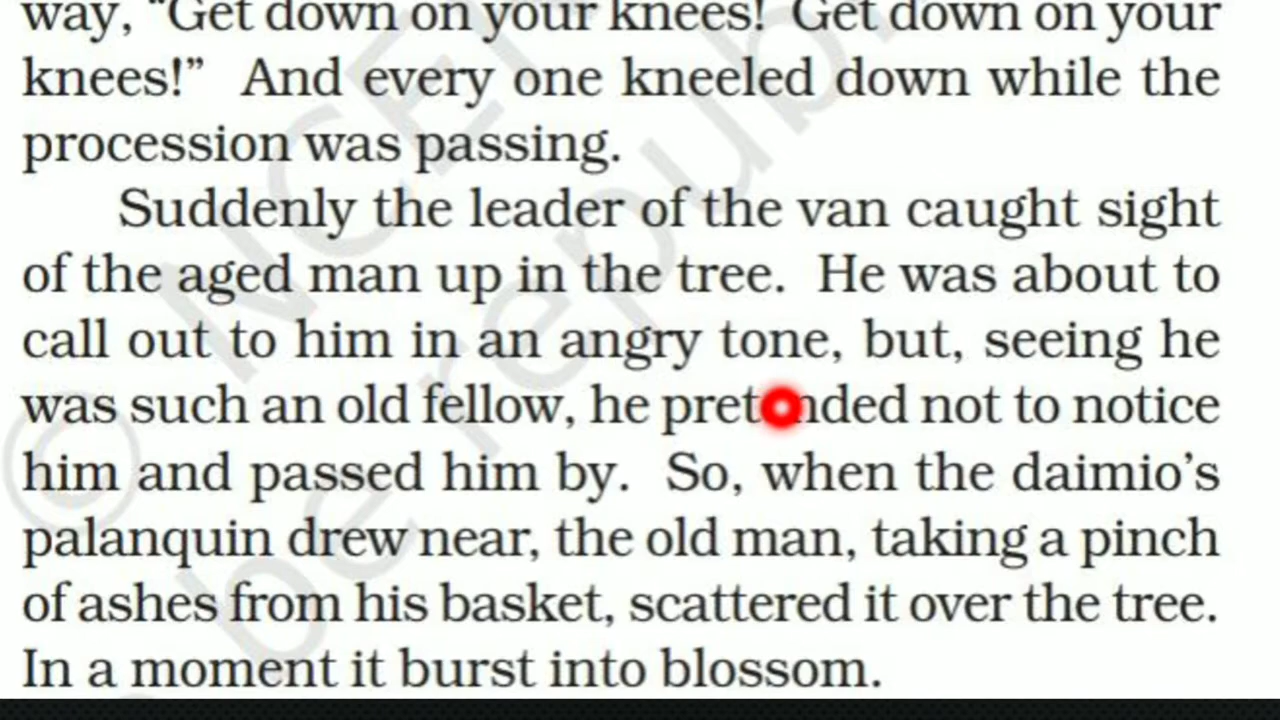 way, “Get down on your knees!  Get down on your
knees!”  And every one kneeled down while the
procession was passing.
Suddenly the leader of the van caught sight
of the aged man up in the tree.  He was about to
call out to him in an angry tone, but, seeing he
was such an old fellow, he pretended not to notice
him and passed him by.  So, when the daimio’s
palanquin drew near, the old man, taking a pinch
of ashes from his basket, scattered it over the tree.
In a moment it burst into blossom.